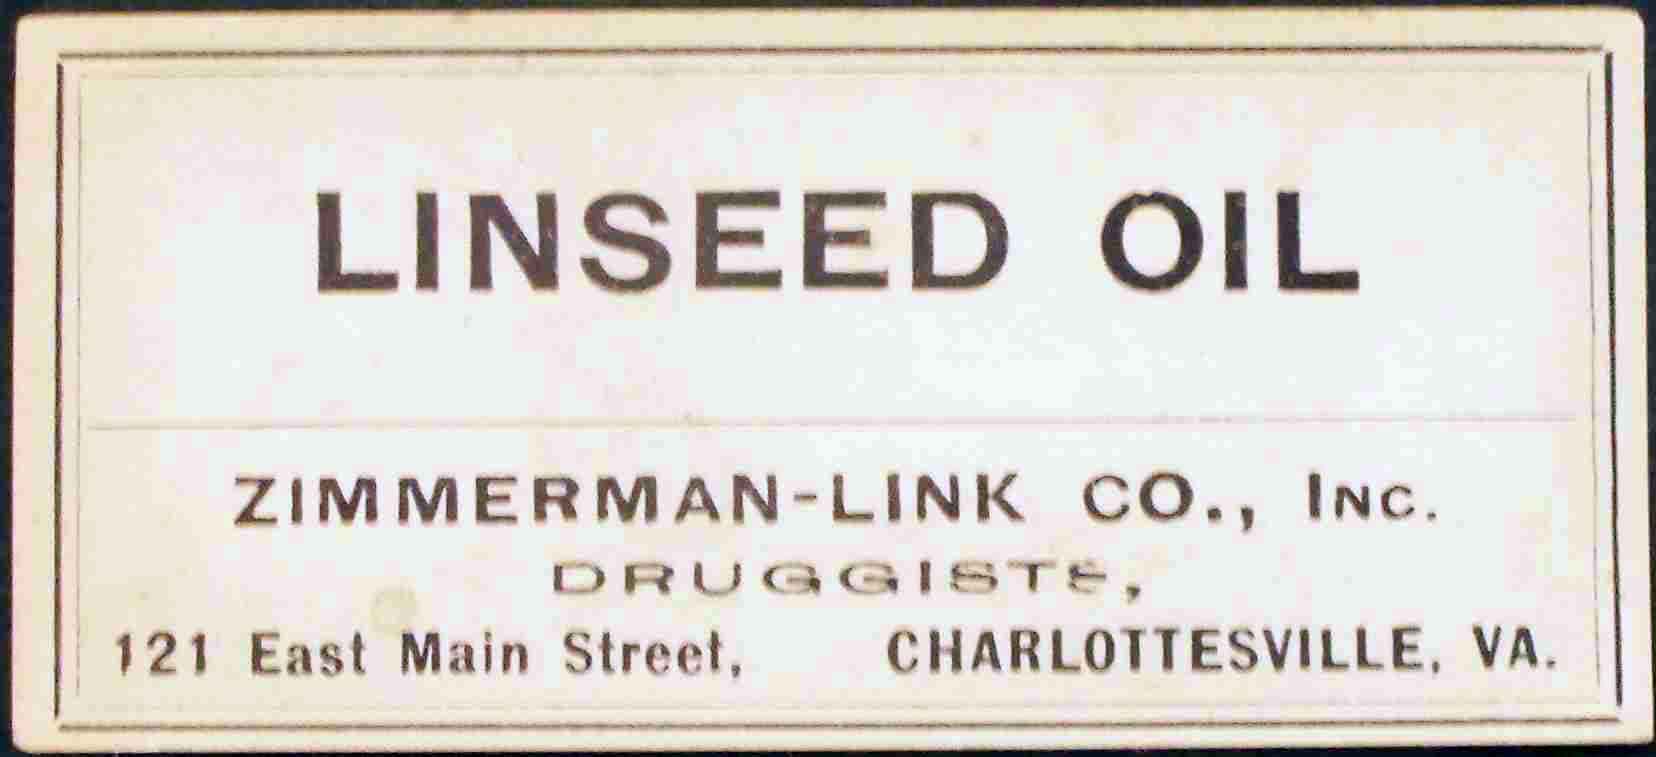 LINSEED OIL
ZIMMERMAN-LINK CO., INC.
DRUGGISTS,
121 East Main Street, CHARLOTTESVILLE, VA.